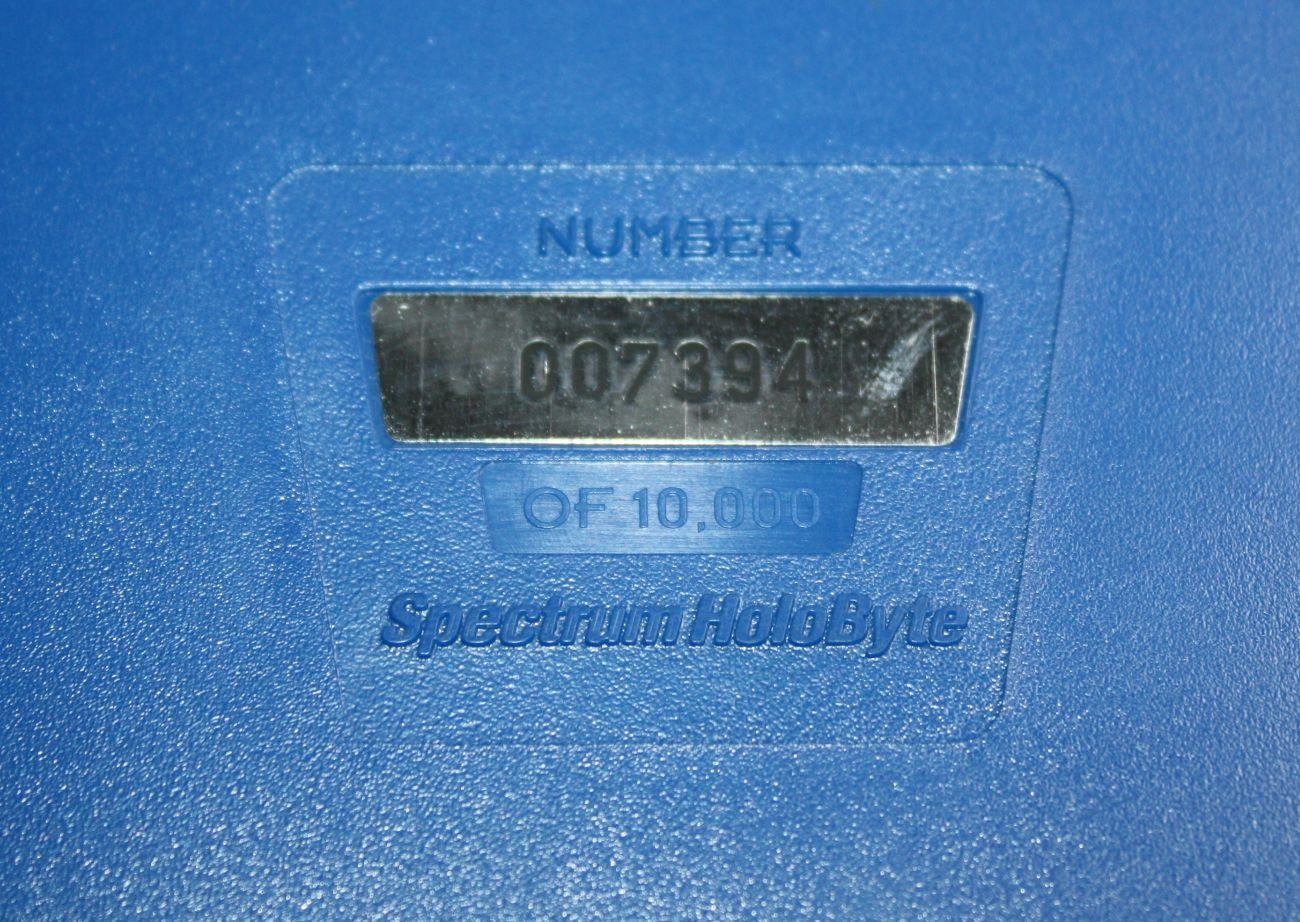 NUMBER
007394
OF 10,000
Spectrum HoloByte